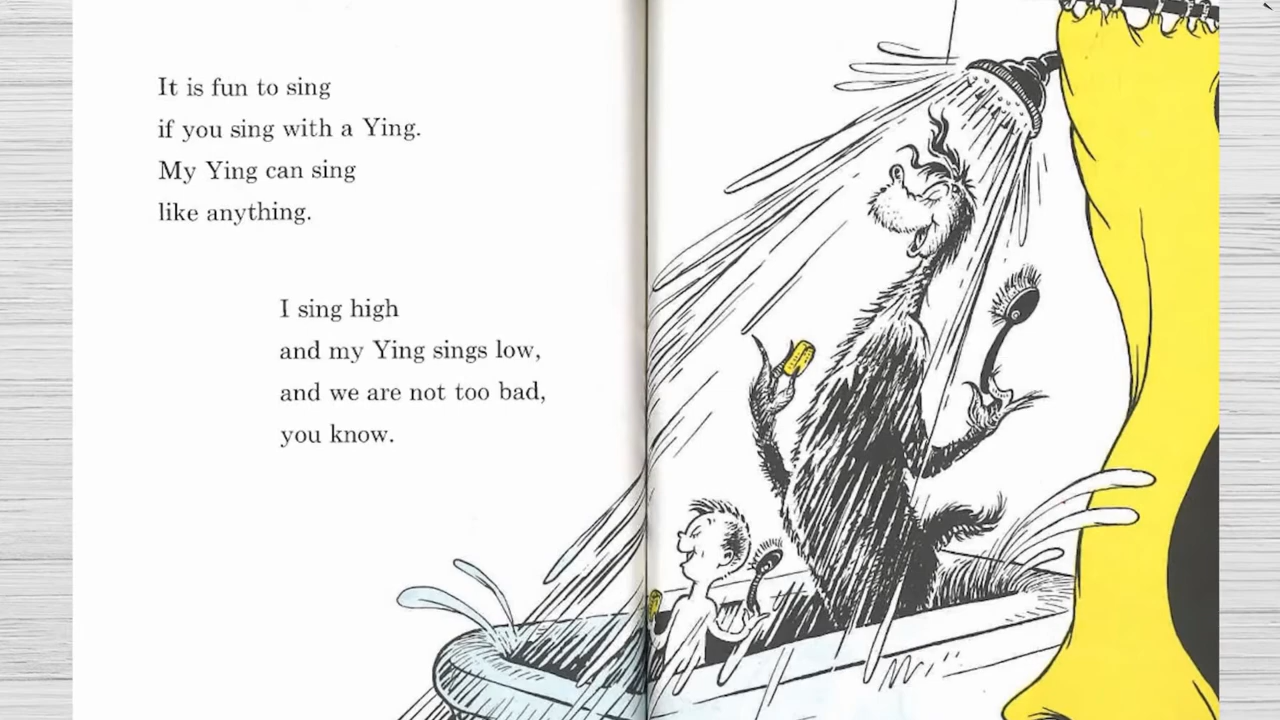 It is fun to sing
if you sing with a Ying.
My Ying can sing
like anything.
I sing high
and my Ying sings low,
and we are not too bad,
you know.